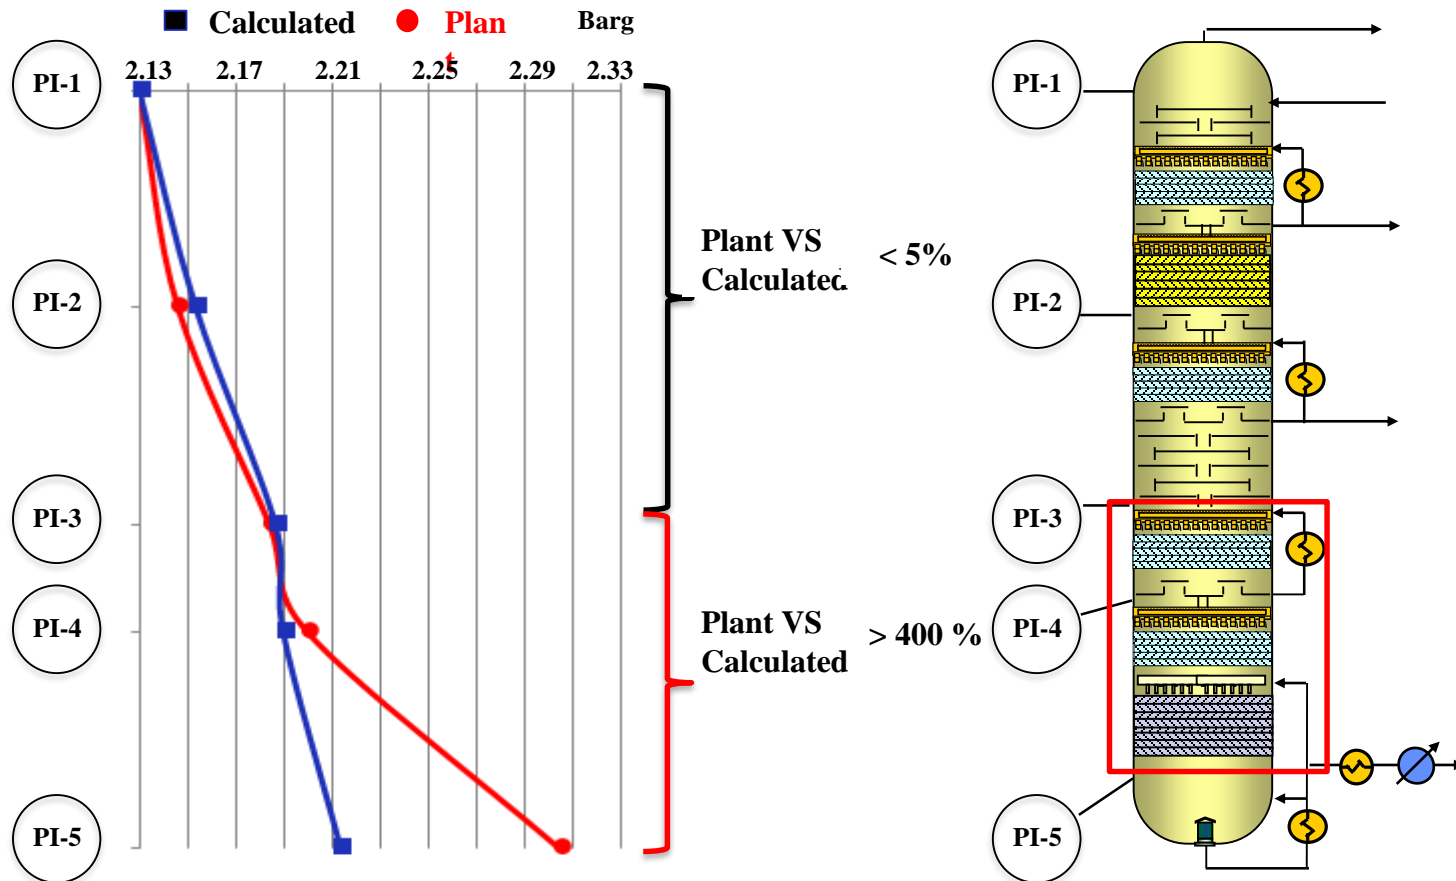 Calculated
Plan
t
Barg
2.13 2.17 2.21 2.25 2.29 2.33
PI-1
PI-2
PI-3
PI-4
PI-5
Plant VS
Calculated
< 5%
Plant VS
Calculated
> 400 %
PI-1
PI-2
PI-3
PI-4
PI-5